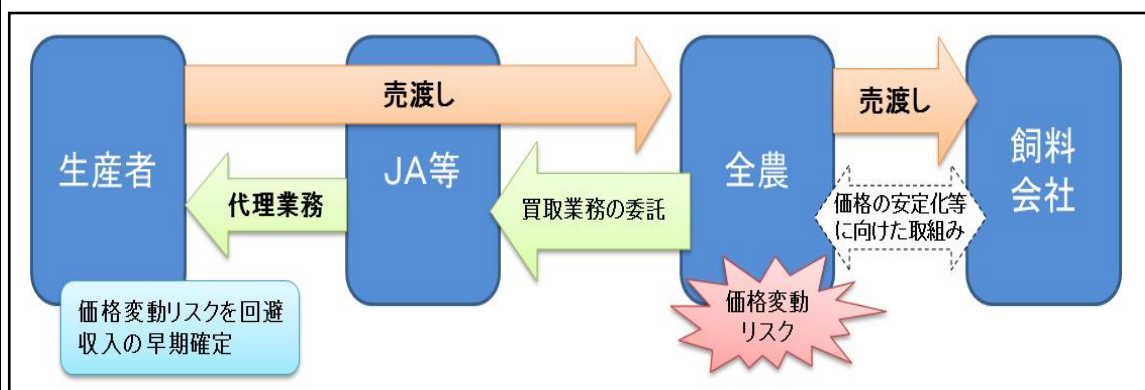 売渡し
売渡し
生産者
JA等
全農
飼料
会社
代理業務
買取業務の委託
価格の安定化等
に向けた取組み
価格変動リスクを回避
収入の早期確定
価格変動
リスク